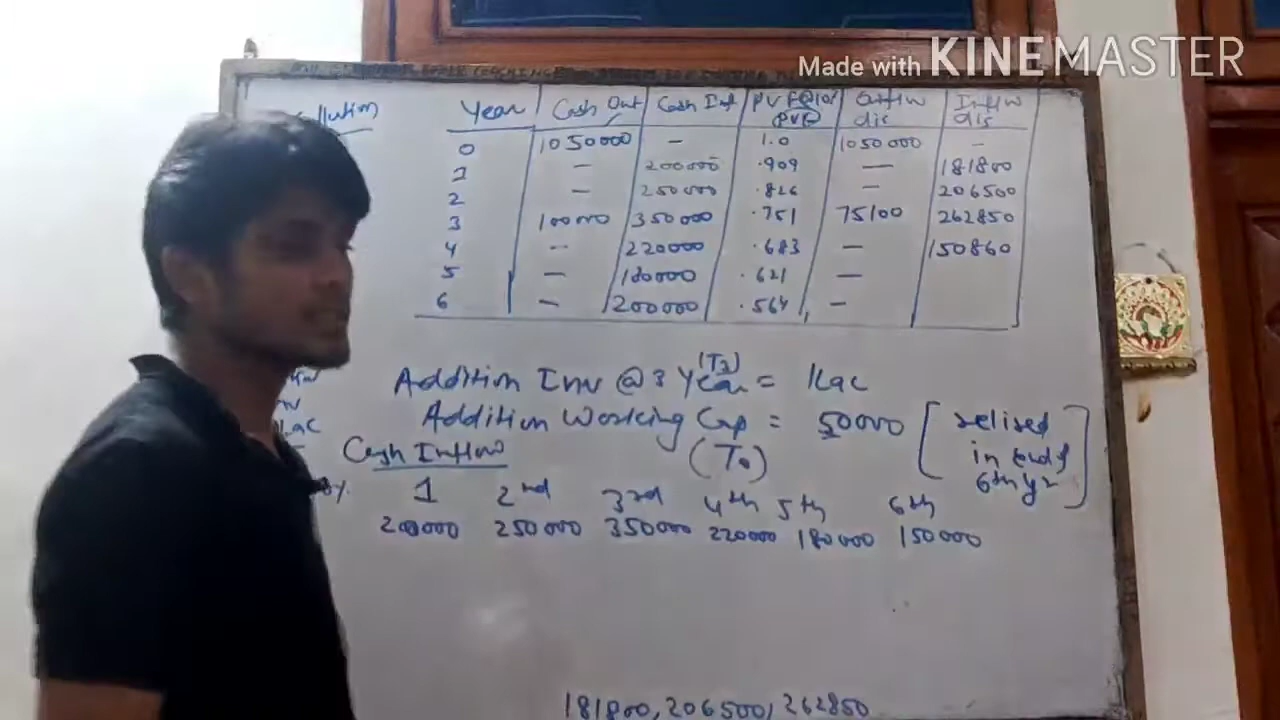 Made with KINEMASTER
Year Cash Out Cash Inf PV F@10% Outflow Inflow
PVF dis dis
0 1050000 — 1.0 1050000 —
1 — 200000 .909 — 181800
2 — 250000 .826 — 206500
3 100000 350000 .751 75100 262850
4 — 220000 .683 — 150860
5 — 180000 .621 —
6 — 200000 .564 —
(T3)
Addition Inv @ 3 Year = 1Lac
Addition Working Cap = 50000 [relised
(T0) in end of
6th yr]
Lac
Cash Inflow
1 2nd 3rd 4th 5th 6th
200000 250000 350000 220000 180000 150000
181800, 206500, 262850